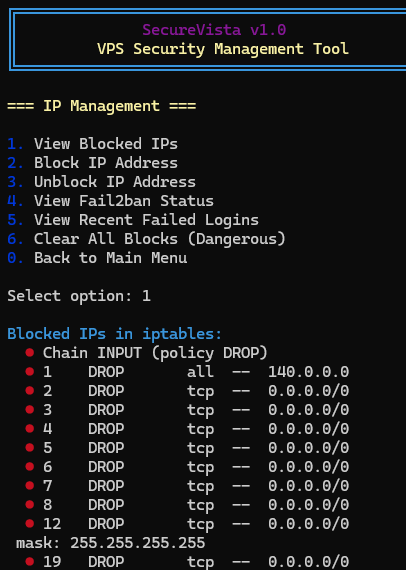 SecureVista v1.0
VPS Security Management Tool
=== IP Management ===
1. View Blocked IPs
2. Block IP Address
3. Unblock IP Address
4. View Fail2ban Status
5. View Recent Failed Logins
6. Clear All Blocks (Dangerous)
0. Back to Main Menu
Select option: 1
Blocked IPs in iptables:
● Chain INPUT (policy DROP)
● 1 DROP all -- 140.0.0.0
● 2 DROP tcp -- 0.0.0.0/0
● 3 DROP tcp -- 0.0.0.0/0
● 4 DROP tcp -- 0.0.0.0/0
● 5 DROP tcp -- 0.0.0.0/0
● 6 DROP tcp -- 0.0.0.0/0
● 7 DROP tcp -- 0.0.0.0/0
● 8 DROP tcp -- 0.0.0.0/0
● 12 DROP tcp -- 0.0.0.0/0
mask: 255.255.255.255
● 19 DROP tcp -- 0.0.0.0/0